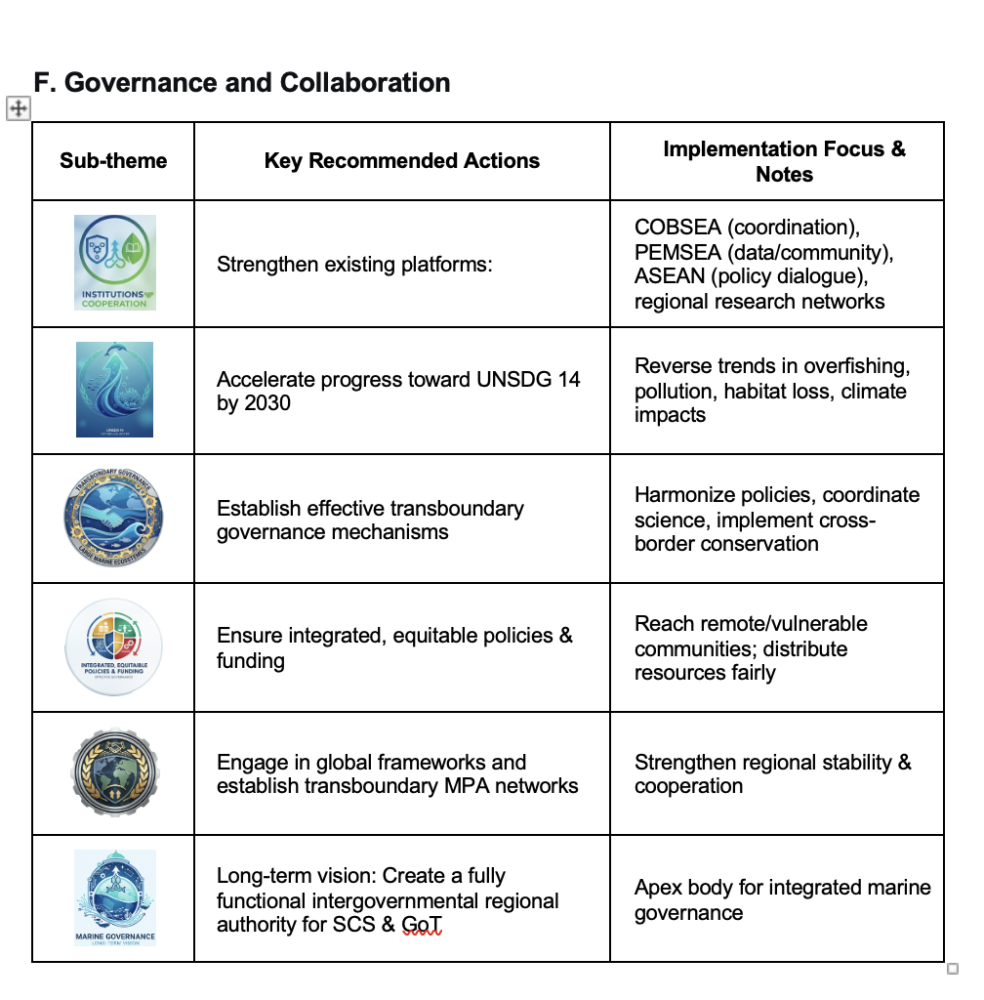 F. Governance and Collaboration
Sub-theme
Key Recommended Actions
Implementation Focus &
Notes
INSTITUTIONS
COOPERATION
Strengthen existing platforms:
COBSEA (coordination),
PEMSEA (data/community),
ASEAN (policy dialogue),
regional research networks
Accelerate progress toward UNSDG 14
by 2030
Reverse trends in overfishing,
pollution, habitat loss, climate
impacts
TRANSBOUNDARY GOVERNANCE
LARGE MARINE ECOSYSTEMES
Establish effective transboundary
governance mechanisms
Harmonize policies, coordinate
science, implement cross-
border conservation
INTEGRATED, EQUITABLE
POLICIES & FUNDING
Ensure integrated, equitable policies &
funding
Reach remote/vulnerable
communities; distribute
resources fairly
Engage in global frameworks and
establish transboundary MPA networks
Strengthen regional stability &
cooperation
MARINE GOVERNANCE
LONG-TERM VISION
Long-term vision: Create a fully
functional intergovernmental regional
authority for SCS & GoT
Apex body for integrated marine
governance